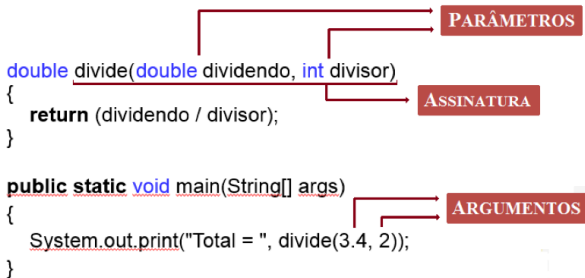 PARÂMETROS
double divide(double dividendo, int divisor)
{
ASSINATURA
return (dividendo / divisor);
}
public static void main(String[] args)
ARGUMENTOS
{
System.out.print("Total = ", divide(3.4, 2));
}